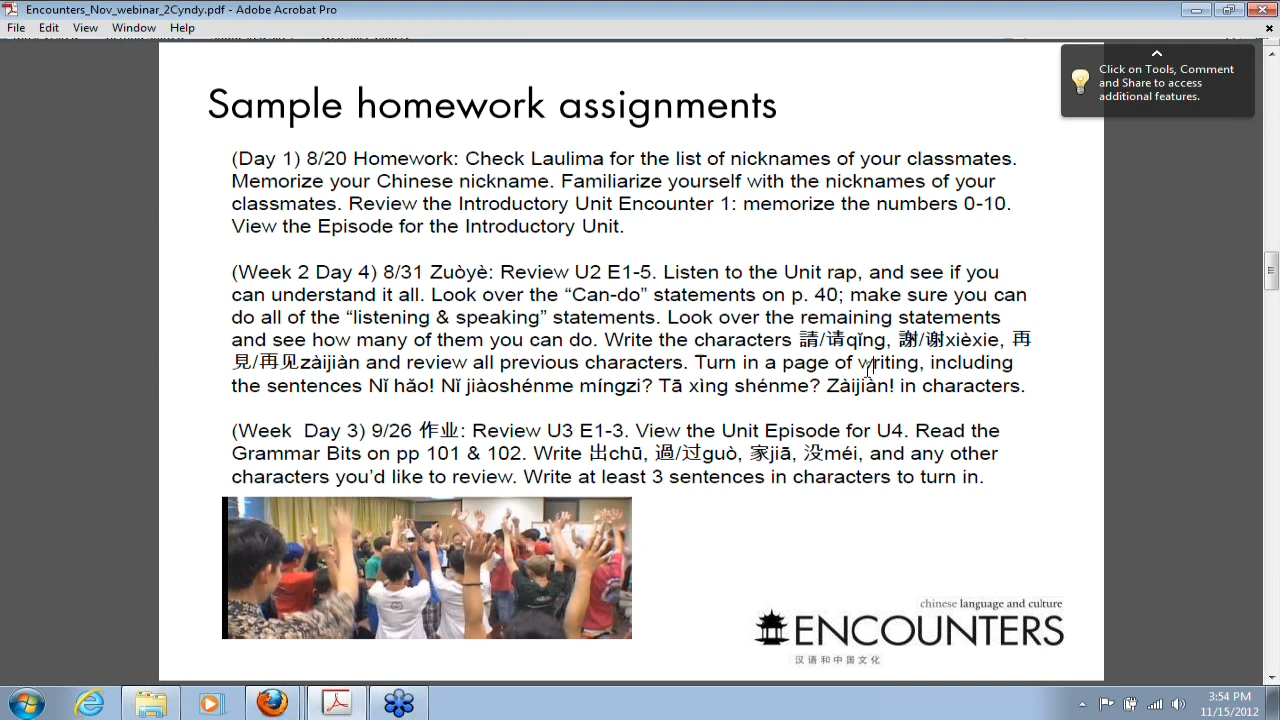 Encounters_Nov_webinar_2Cyndy.pdf - Adobe Acrobat Pro
File Edit View Window Help
Click on Tools, Comment
and Share to access
additional features.
Sample homework assignments
(Day 1) 8/20 Homework: Check Laulima for the list of nicknames of your classmates.
Memorize your Chinese nickname. Familiarize yourself with the nicknames of your
classmates. Review the Introductory Unit Encounter 1: memorize the numbers 0-10.
View the Episode for the Introductory Unit.
(Week 2 Day 4) 8/31 Zuòyè: Review U2 E1-5. Listen to the Unit rap, and see if you
can understand it all. Look over the “Can-do” statements on p. 40; make sure you can
do all of the “listening & speaking” statements. Look over the remaining statements
and see how many of them you can do. Write the characters 請/请qĭng, 謝/谢xièxie, 再
見/再见zàijiàn and review all previous characters. Turn in a page of writing, including
the sentences Nĭ hăo! Nĭ jiàoshénme míngzi? Tā xìng shénme? Zàijiàn! in characters.
(Week  Day 3) 9/26 作业: Review U3 E1-3. View the Unit Episode for U4. Read the
Grammar Bits on pp 101 & 102. Write 出chū, 過/过guò, 家jiā, 没méi, and any other
characters you’d like to review. Write at least 3 sentences in characters to turn in.
chinese language and culture
ENCOUNTERS
汉语和中国文化
3:54 PM
11/15/2012